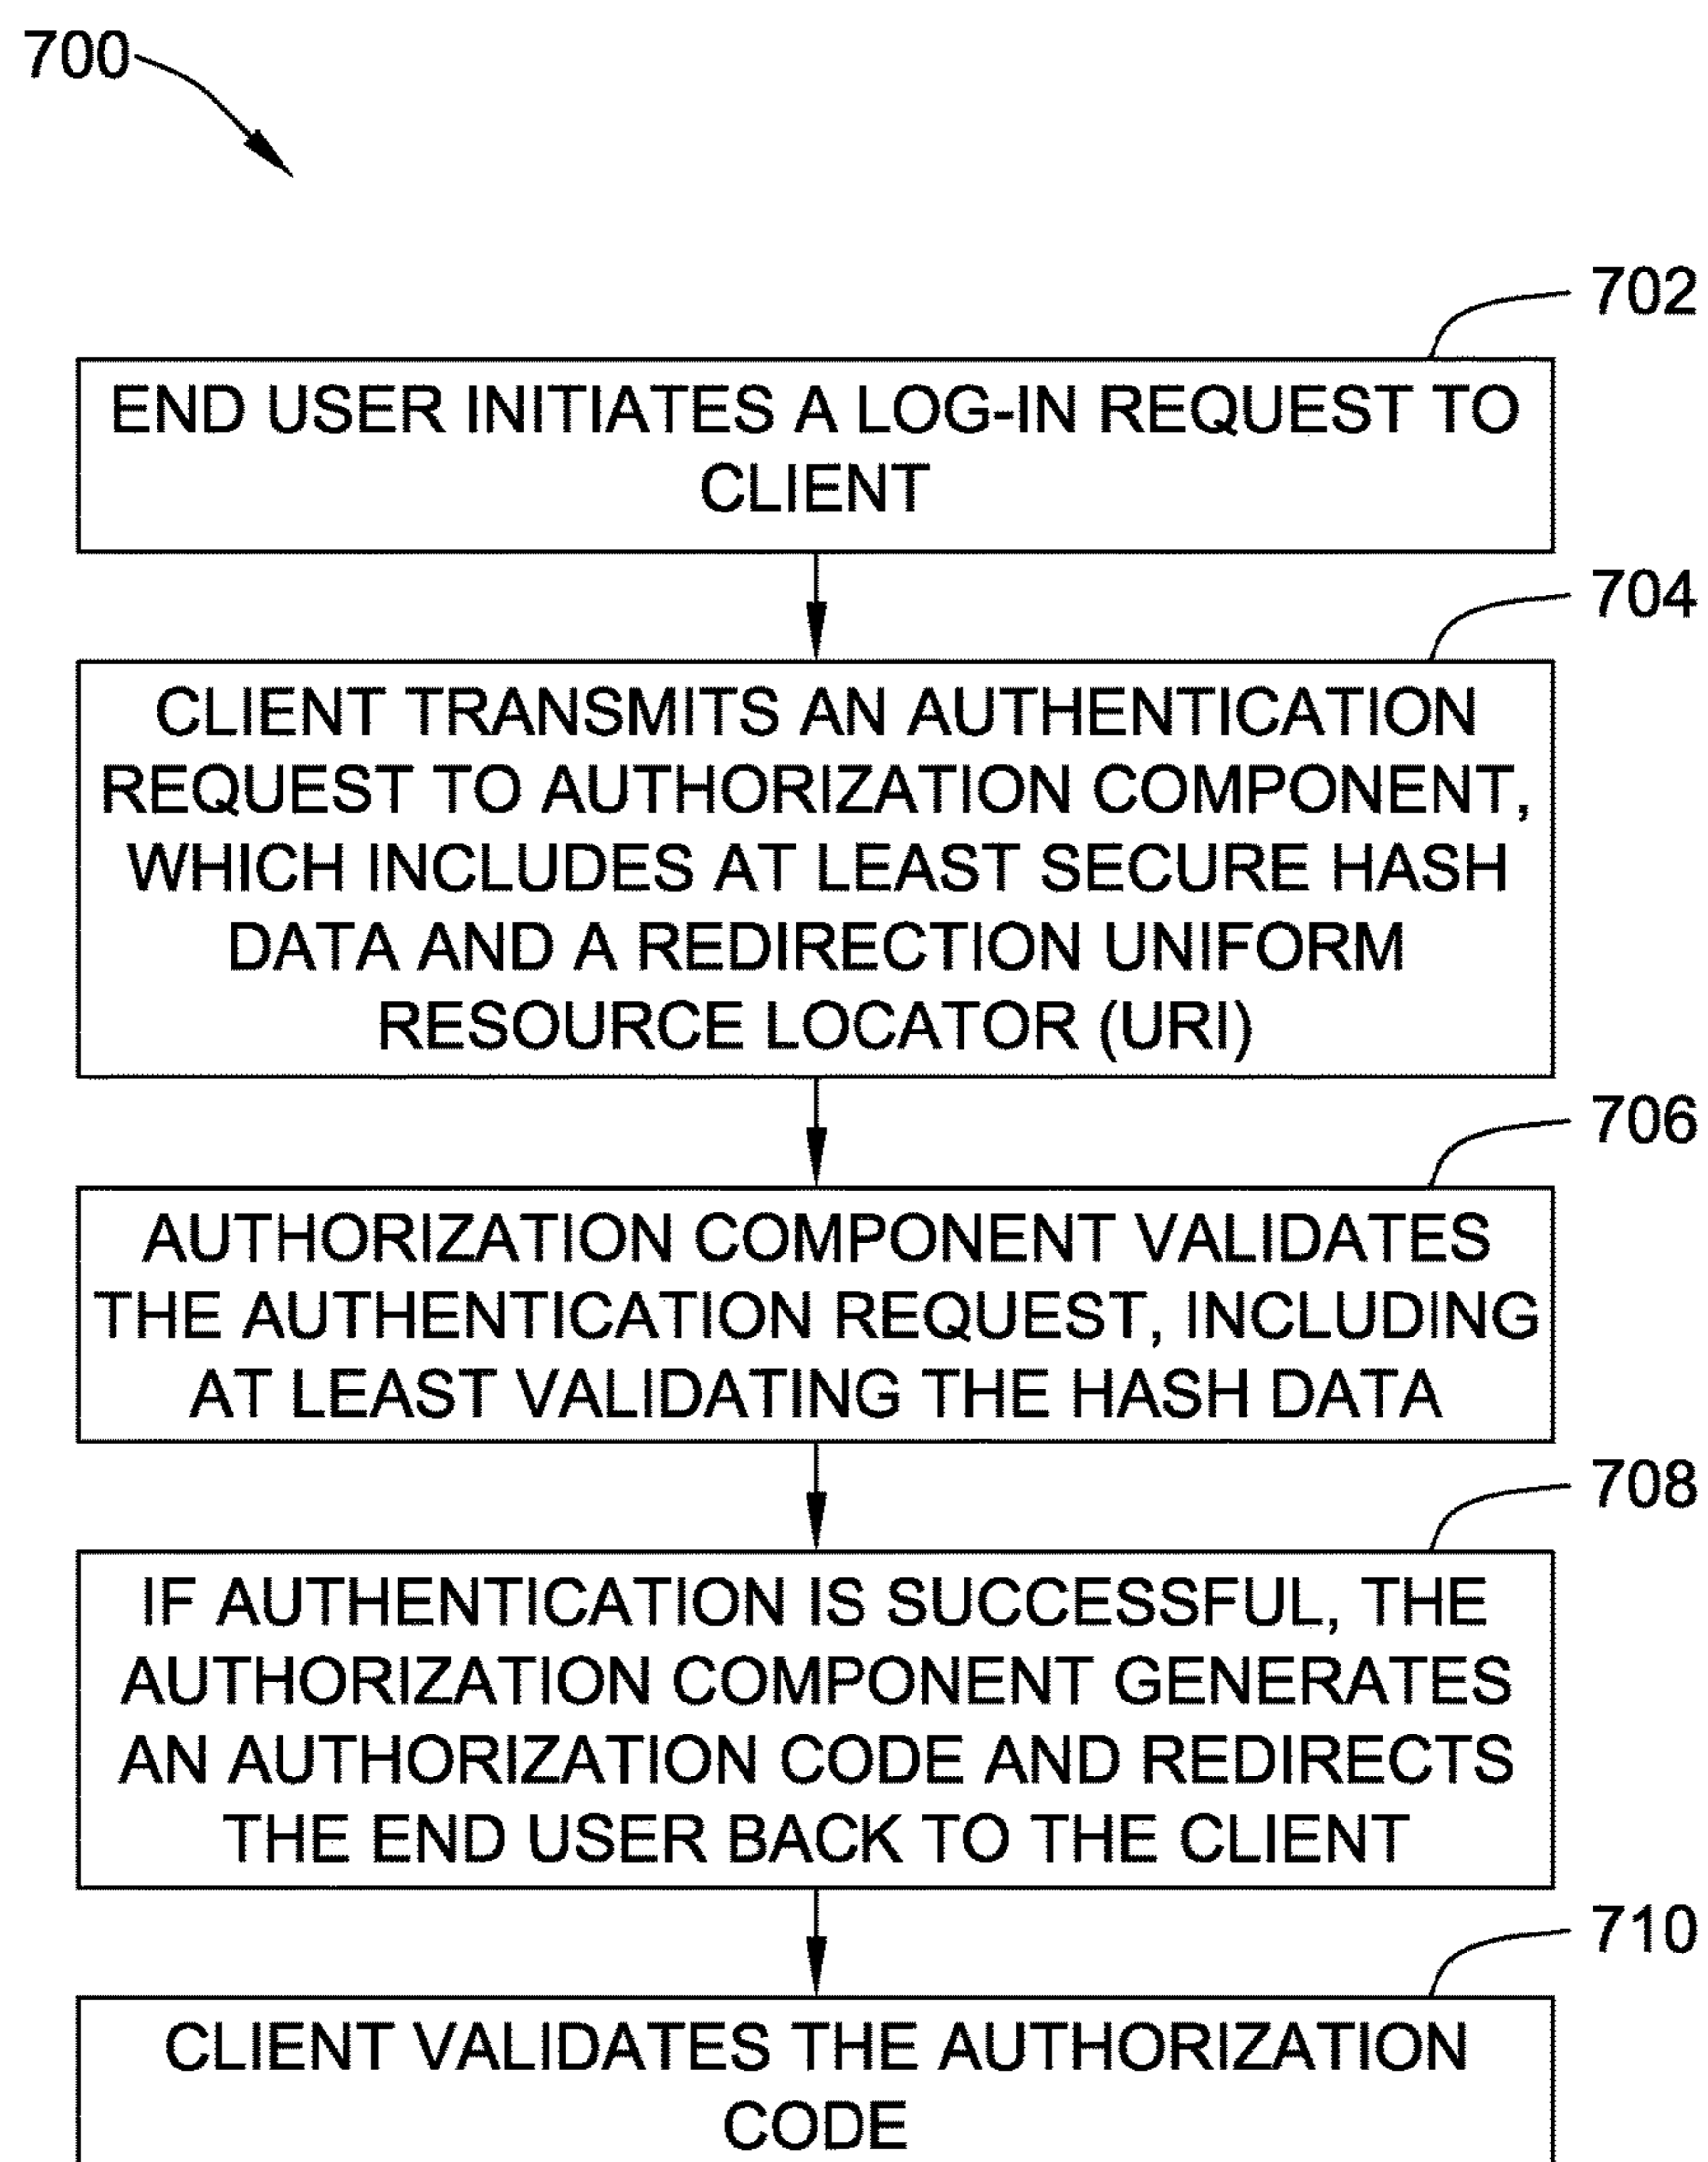 700
702
END USER INITIATES A LOG-IN REQUEST TO
CLIENT
704
CLIENT TRANSMITS AN AUTHENTICATION
REQUEST TO AUTHORIZATION COMPONENT,
WHICH INCLUDES AT LEAST SECURE HASH
DATA AND A REDIRECTION UNIFORM
RESOURCE LOCATOR (URI)
706
AUTHORIZATION COMPONENT VALIDATES
THE AUTHENTICATION REQUEST, INCLUDING
AT LEAST VALIDATING THE HASH DATA
708
IF AUTHENTICATION IS SUCCESSFUL, THE
AUTHORIZATION COMPONENT GENERATES
AN AUTHORIZATION CODE AND REDIRECTS
THE END USER BACK TO THE CLIENT
710
CLIENT VALIDATES THE AUTHORIZATION
CODE